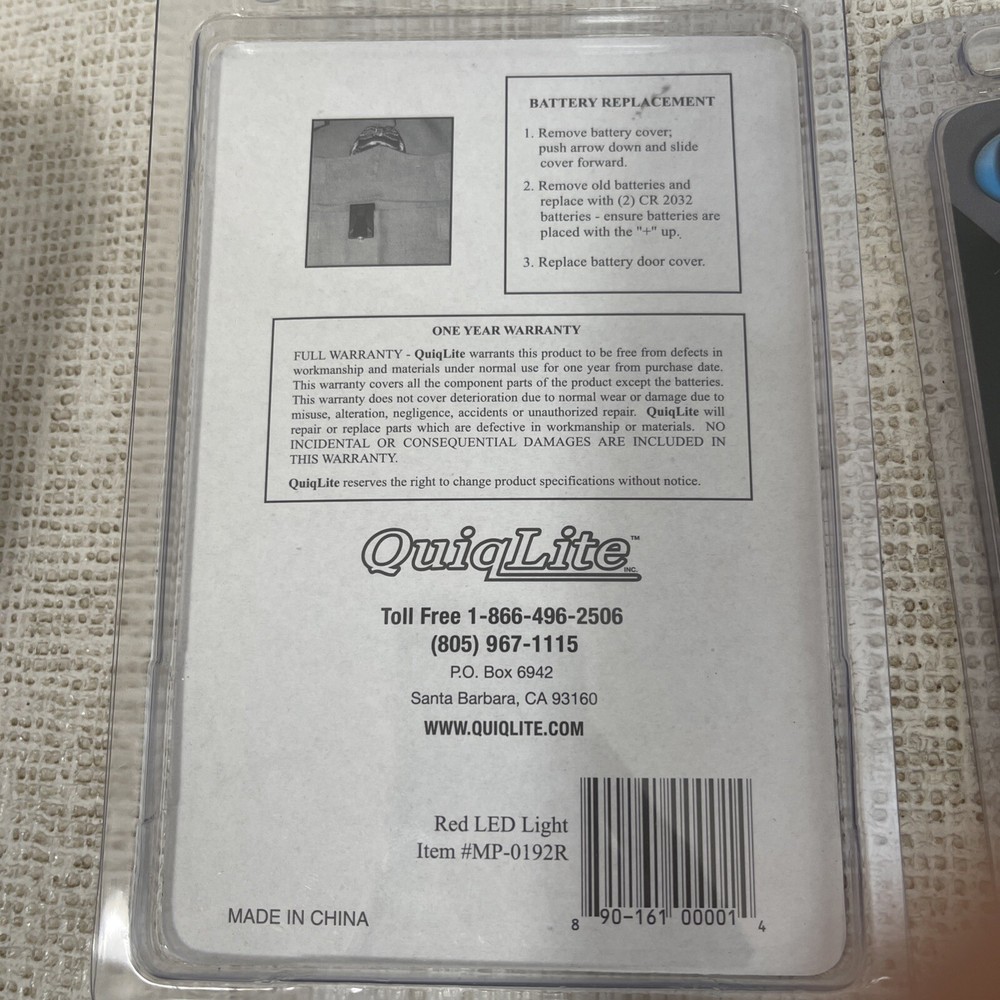 BATTERY REPLACEMENT
1. Remove battery cover;
push arrow down and slide
cover forward.
2. Remove old batteries and
replace with (2) CR 2032
batteries - ensure batteries are
placed with the "+" up.
3. Replace battery door cover.
ONE YEAR WARRANTY
FULL WARRANTY - QuiqLite warrants this product to be free from defects in
workmanship and materials under normal use for one year from purchase date.
This warranty covers all the component parts of the product except the batteries.
This warranty does not cover deterioration due to normal wear or damage due to
misuse, alteration, negligence, accidents or unauthorized repair. QuiqLite will
repair or replace parts which are defective in workmanship or materials. NO
INCIDENTAL OR CONSEQUENTIAL DAMAGES ARE INCLUDED IN
THIS WARRANTY.
QuiqLite reserves the right to change product specifications without notice.
QuiqLite™ INC.
Toll Free 1-866-496-2506
(805) 967-1115
P.O. Box 6942
Santa Barbara, CA 93160
WWW.QUIQLITE.COM
Red LED Light
Item #MP-0192R
MADE IN CHINA
8 90-161 00001 4